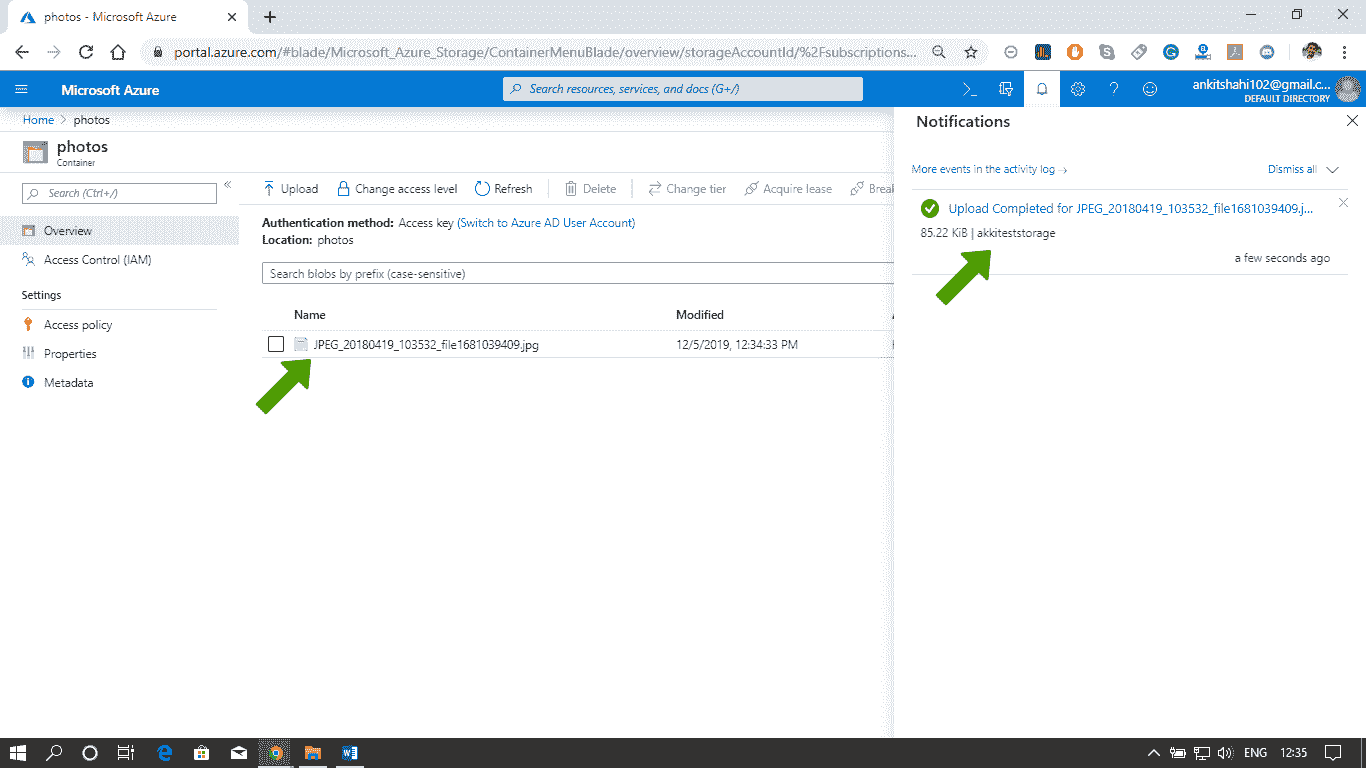 photos - Microsoft Azure
portal.azure.com/#blade/Microsoft_Azure_Storage/ContainerMenuBlade/overview/storageAccountId/%2Fsubscriptions...
Microsoft Azure
Search resources, services, and docs (G+/)
ankitshahi102@gmail.c...
DEFAULT DIRECTORY
Home > photos
photos
Container
Search (Ctrl+/)
«
Overview
Access Control (IAM)
Settings
Access policy
Properties
Metadata
Upload
Change access level
Refresh
Delete
Change tier
Acquire lease
Break
Authentication method: Access key (Switch to Azure AD User Account)
Location: photos
Search blobs by prefix (case-sensitive)
Name Modified
JPEG_20180419_103532_file1681039409.jpg 12/5/2019, 12:34:33 PM
Notifications
More events in the activity log →
Dismiss all
Upload Completed for JPEG_20180419_103532_file1681039409.j...
85.22 KiB | akkiteststorage
a few seconds ago
ENG 12:35